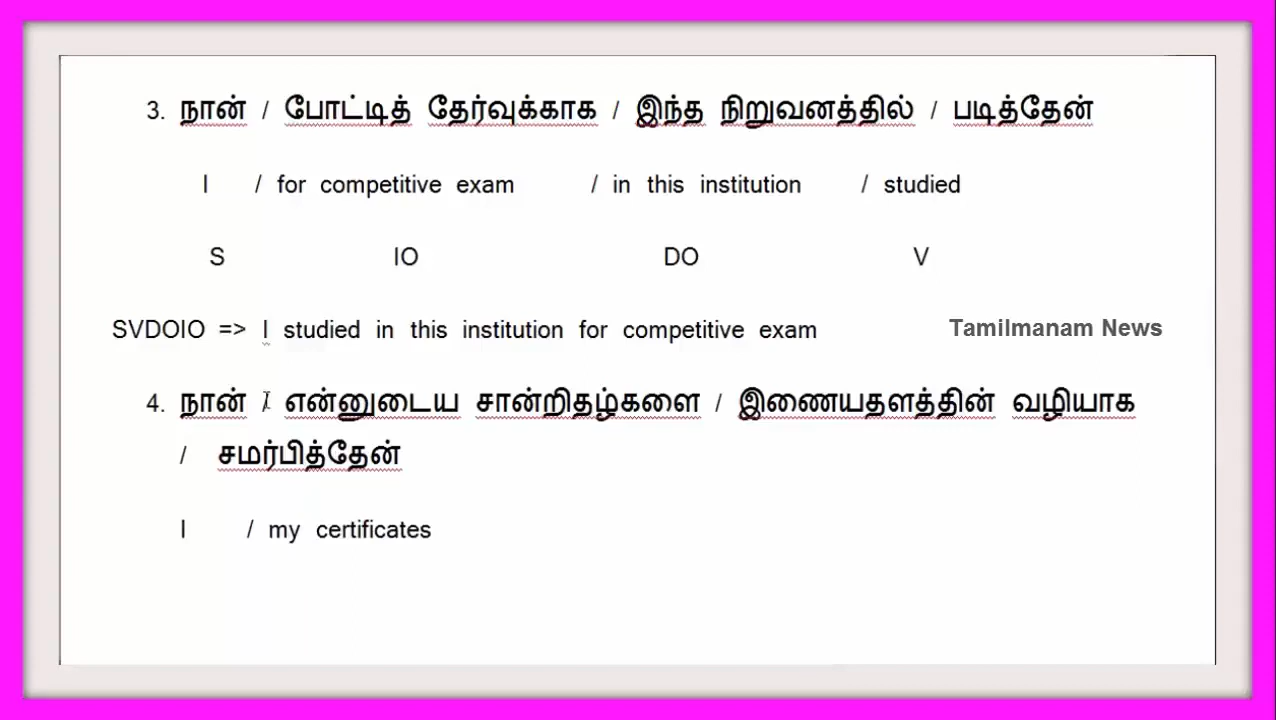 3. நான் / போட்டித் தேர்வுக்காக / இந்த நிறுவனத்தில் / படித்தேன்
I / for competitive exam / in this institution / studied
S IO DO V
SVDOIO => I studied in this institution for competitive exam
Tamilmanam News
4. நான் / என்னுடைய சான்றிதழ்களை / இணையதளத்தின் வழியாக
/ சமர்பித்தேன்
I / my certificates